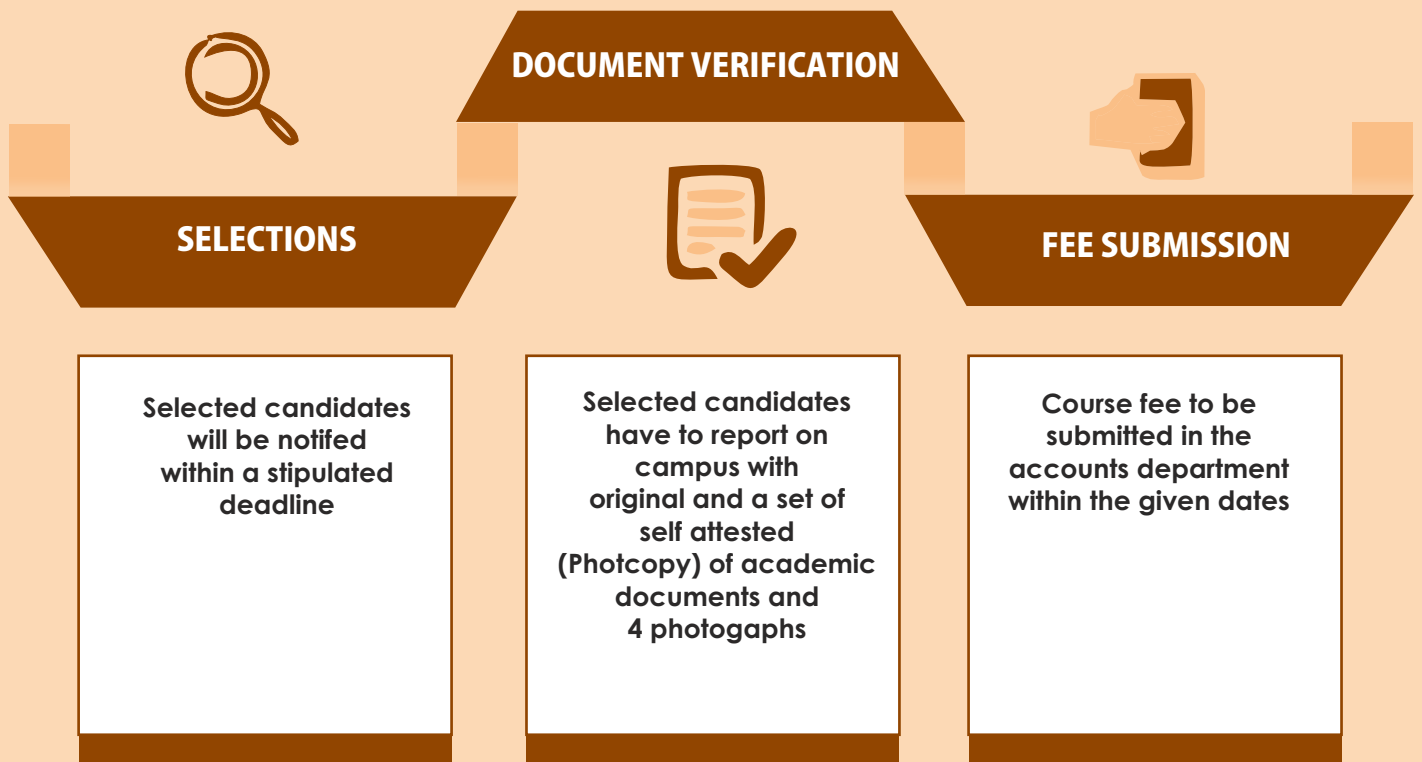 DOCUMENT VERIFICATION
SELECTIONS
FEE SUBMISSION
Selected candidates
will be notifed
within a stipulated
deadline
Selected candidates
have to report on
campus with
original and a set of
self attested
(Photcopy) of academic
documents and
4 photogaphs
Course fee to be
submitted in the
accounts department
within the given dates